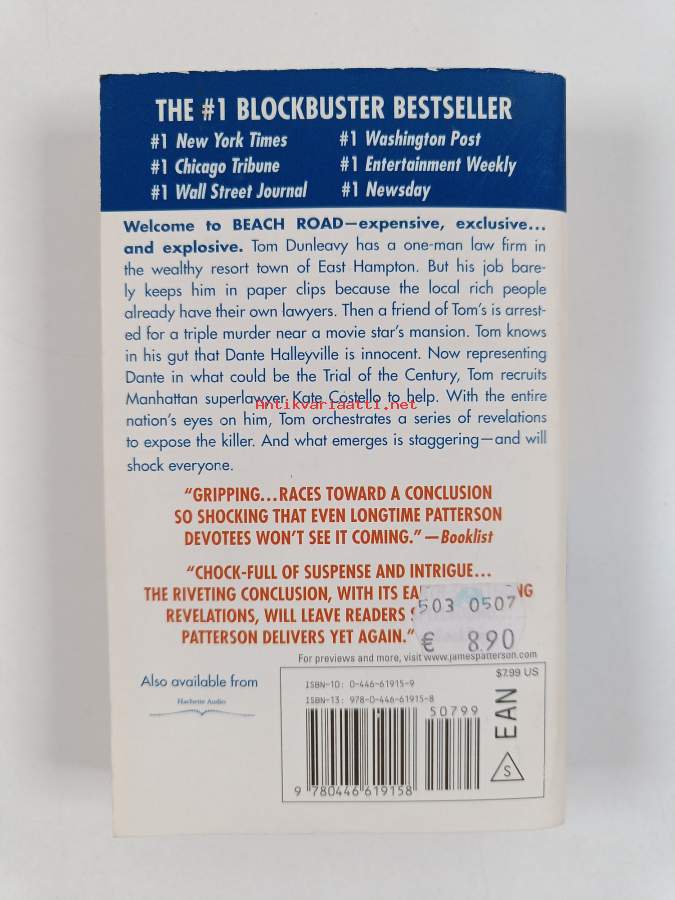 THE #1 BLOCKBUSTER BESTSELLER
#1 New York Times #1 Washington Post
#1 Chicago Tribune #1 Entertainment Weekly
#1 Wall Street Journal #1 Newsday
Welcome to BEACH ROAD—expensive, exclusive...
and explosive. Tom Dunleavy has a one-man law firm in
the wealthy resort town of East Hampton. But his job bare-
ly keeps him in paper clips because the local rich people
already have their own lawyers. Then a friend of Tom's is arrest-
ed for a triple murder near a movie star's mansion. Tom knows
in his gut that Dante Halleyville is innocent. Now representing
Dante in what could be the Trial of the Century, Tom recruits
Manhattan superlawyer Kate Costello to help. With the entire
Antikvariaatti.net
nation's eyes on him, Tom orchestrates a series of revelations
to expose the killer. And what emerges is staggering—and will
shock everyone.
"GRIPPING...RACES TOWARD A CONCLUSION
SO SHOCKING THAT EVEN LONGTIME PATTERSON
DEVOTEES WON'T SEE IT COMING." —Booklist
"CHOCK-FULL OF SUSPENSE AND INTRIGUE...
THE RIVETING CONCLUSION, WITH ITS
REVELATIONS, WILL LEAVE READERS
503 0507
PATTERSON DELIVERS YET AGAIN."
€ 8.90
For previews and more, visit www.jamespatterson.com
Also available from
Hachette Audio
$7.99 US
ISBN-10: 0-446-61915-9
ISBN-13: 978-0-446-61915-8
50799
EAN
S
9 780446 619158